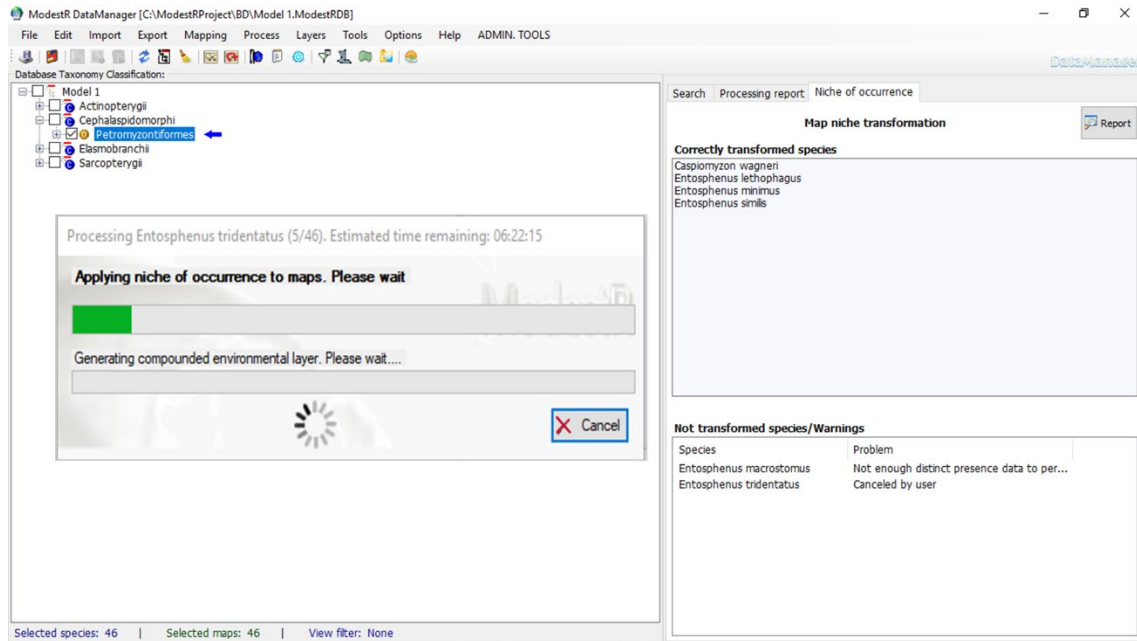 ModestR DataManager [C:\ModestRProject\BD\Model 1.ModestRDB]
File Edit Import Export Mapping Process Layers Tools Options Help ADMIN. TOOLS
DataManager
Database Taxonomy Classification:
Model 1
Actinopterygii
Cephalaspidomorphi
Petromyzontiformes
Elasmobranchii
Sarcopterygii
Processing Entosphenus tridentatus (5/46). Estimated time remaining: 06:22:15
Applying niche of occurrence to maps. Please wait
ModestR
Generating compounded environmental layer. Please wait....
Cancel
Search Processing report Niche of occurrence
Map niche transformation
Report
Correctly transformed species
Caspiomyzon wagneri
Entosphenus lethophagus
Entosphenus minimus
Entosphenus similis
Not transformed species/Warnings
Species Problem
Entosphenus macrostomus Not enough distinct presence data to per...
Entosphenus tridentatus Canceled by user
Selected species: 46 | Selected maps: 46 | View filter: None